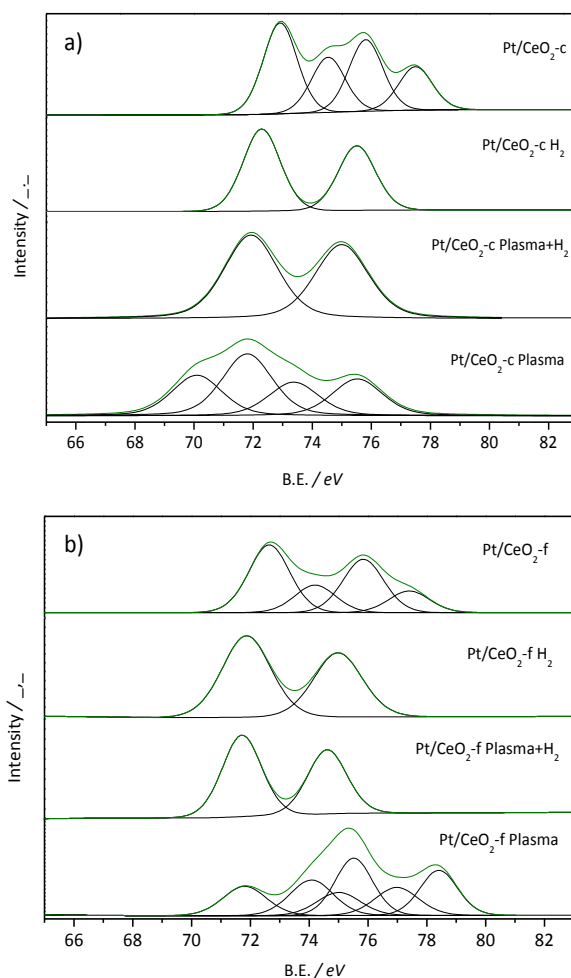 a)
Pt/CeO₂-c
Pt/CeO₂-c H₂
Pt/CeO₂-c Plasma+H₂
Pt/CeO₂-c Plasma
Intensity / _._
66 68 70 72 74 76 78 80 82
B.E. / eV
b)
Pt/CeO₂-f
Pt/CeO₂-f H₂
Pt/CeO₂-f Plasma+H₂
Pt/CeO₂-f Plasma
Intensity / _._
66 68 70 72 74 76 78 80 82
B.E. / eV